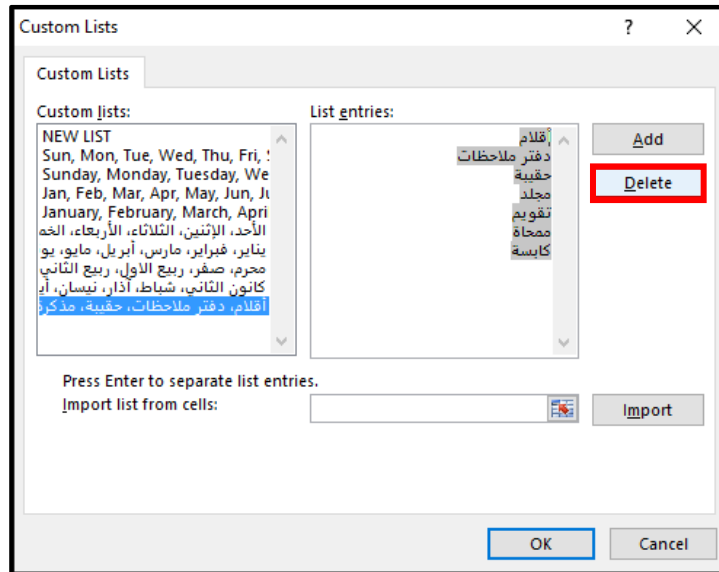 Custom Lists
Custom Lists
Custom lists:
NEW LIST
Sun, Mon, Tue, Wed, Thu, Fri,
Sunday, Monday, Tuesday, We
Jan, Feb, Mar, Apr, May, Jun, Ju
January, February, March, Apri
الأحد، الإثنين، الثلاثاء، الأربعاء، الخم
يناير، فبراير، مارس، أبريل، مايو، يو
محرم، صفر، ربيع الاول، ربيع الثاني
كانون الثاني، شباط، آذار، نيسان، أي
أقلام، دفتر ملاحظات، حقيبة، مذكرة
List entries:
أقلام
دفتر ملاحظات
حقيبة
مجلد
تقويم
ممحاة
كابسة
Add
Delete
Press Enter to separate list entries.
Import list from cells:
Import
OK
Cancel